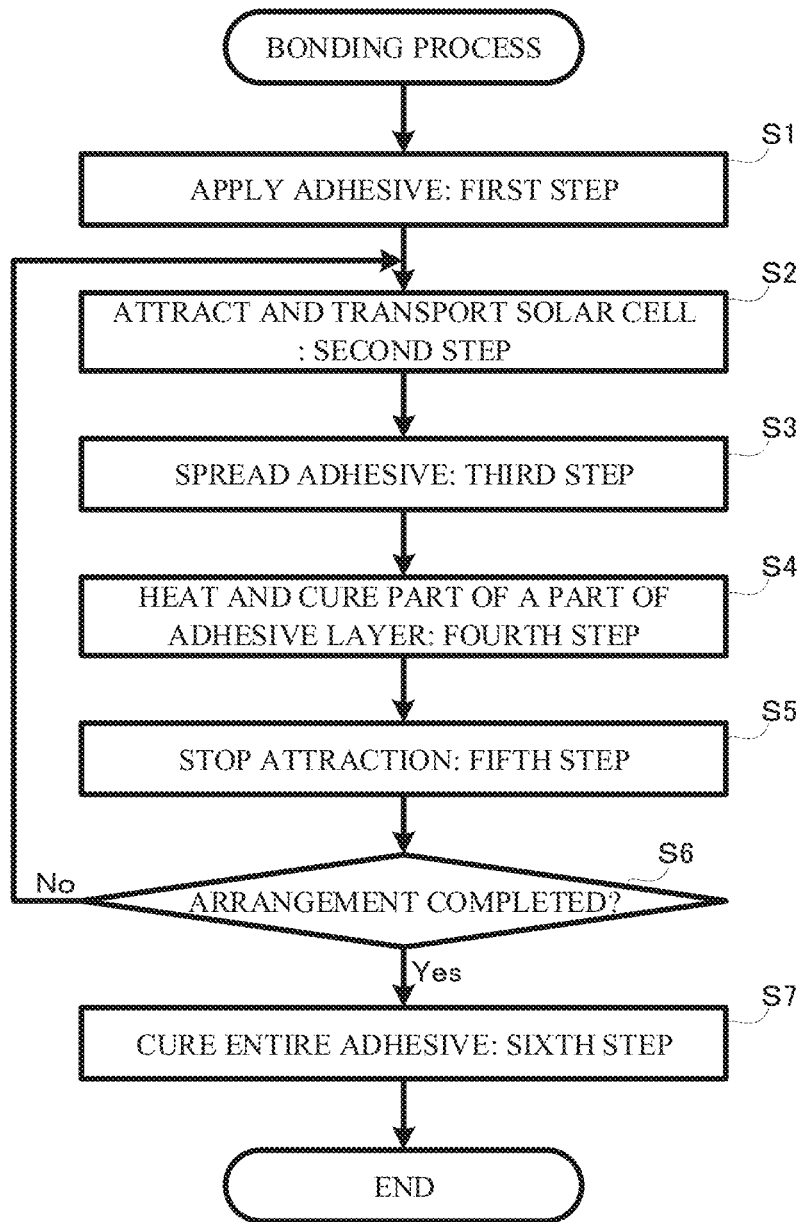 BONDING PROCESS
S1
APPLY ADHESIVE: FIRST STEP
S2
ATTRACT AND TRANSPORT SOLAR CELL
: SECOND STEP
S3
SPREAD ADHESIVE: THIRD STEP
S4
HEAT AND CURE PART OF A PART OF
ADHESIVE LAYER: FOURTH STEP
S5
STOP ATTRACTION: FIFTH STEP
S6
No
ARRANGEMENT COMPLETED?
Yes
S7
CURE ENTIRE ADHESIVE: SIXTH STEP
END